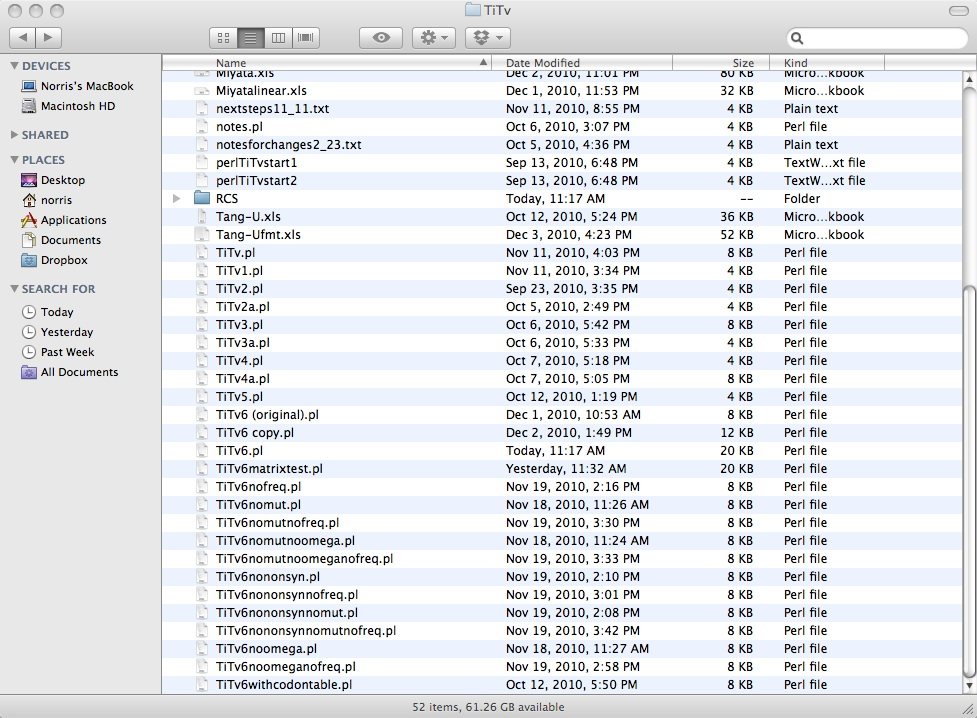 TiTv
DEVICES
Norris's MacBook
Macintosh HD
SHARED
PLACES
Desktop
norris
Applications
Documents
Dropbox
SEARCH FOR
Today
Yesterday
Past Week
All Documents
Name Date Modified Size Kind
Miyata.xls Dec 2, 2010, 11:01 PM 80 KB Micro…kbook
Miyatalinear.xls Dec 1, 2010, 11:53 PM 32 KB Micro…kbook
nextsteps11_11.txt Nov 11, 2010, 8:55 PM 4 KB Plain text
notes.pl Oct 6, 2010, 3:07 PM 4 KB Perl file
notesforchanges2_23.txt Oct 5, 2010, 4:36 PM 4 KB Plain text
perlTiTvstart1 Sep 13, 2010, 6:48 PM 4 KB TextW…xt file
perlTiTvstart2 Sep 13, 2010, 6:48 PM 4 KB TextW…xt file
RCS Today, 11:17 AM -- Folder
Tang-U.xls Oct 12, 2010, 5:24 PM 36 KB Micro…kbook
Tang-Ufmt.xls Dec 3, 2010, 4:23 PM 52 KB Micro…kbook
TiTv.pl Nov 11, 2010, 4:03 PM 8 KB Perl file
TiTv1.pl Nov 11, 2010, 3:34 PM 4 KB Perl file
TiTv2.pl Sep 23, 2010, 3:35 PM 4 KB Perl file
TiTv2a.pl Oct 5, 2010, 2:49 PM 4 KB Perl file
TiTv3.pl Oct 6, 2010, 5:42 PM 8 KB Perl file
TiTv3a.pl Oct 6, 2010, 5:33 PM 4 KB Perl file
TiTv4.pl Oct 7, 2010, 5:18 PM 4 KB Perl file
TiTv4a.pl Oct 7, 2010, 5:05 PM 8 KB Perl file
TiTv5.pl Oct 12, 2010, 1:19 PM 4 KB Perl file
TiTv6 (original).pl Dec 1, 2010, 10:53 AM 8 KB Perl file
TiTv6 copy.pl Dec 2, 2010, 1:49 PM 12 KB Perl file
TiTv6.pl Today, 11:17 AM 20 KB Perl file
TiTv6matrixtest.pl Yesterday, 11:32 AM 20 KB Perl file
TiTv6nofreq.pl Nov 19, 2010, 2:16 PM 8 KB Perl file
TiTv6nomut.pl Nov 18, 2010, 11:26 AM 8 KB Perl file
TiTv6nomutnofreq.pl Nov 19, 2010, 3:30 PM 8 KB Perl file
TiTv6nomutnoomega.pl Nov 18, 2010, 11:24 AM 8 KB Perl file
TiTv6nomutnoomeganofreq.pl Nov 19, 2010, 3:33 PM 8 KB Perl file
TiTv6nononsyn.pl Nov 19, 2010, 2:10 PM 8 KB Perl file
TiTv6nononsynnofreq.pl Nov 19, 2010, 3:01 PM 8 KB Perl file
TiTv6nononsynnomut.pl Nov 19, 2010, 2:08 PM 8 KB Perl file
TiTv6nononsynnomutnofreq.pl Nov 19, 2010, 3:42 PM 8 KB Perl file
TiTv6noomega.pl Nov 18, 2010, 11:27 AM 8 KB Perl file
TiTv6noomeganofreq.pl Nov 19, 2010, 2:58 PM 8 KB Perl file
TiTv6withcodontable.pl Oct 12, 2010, 5:50 PM 8 KB Perl file
52 items, 61.26 GB available